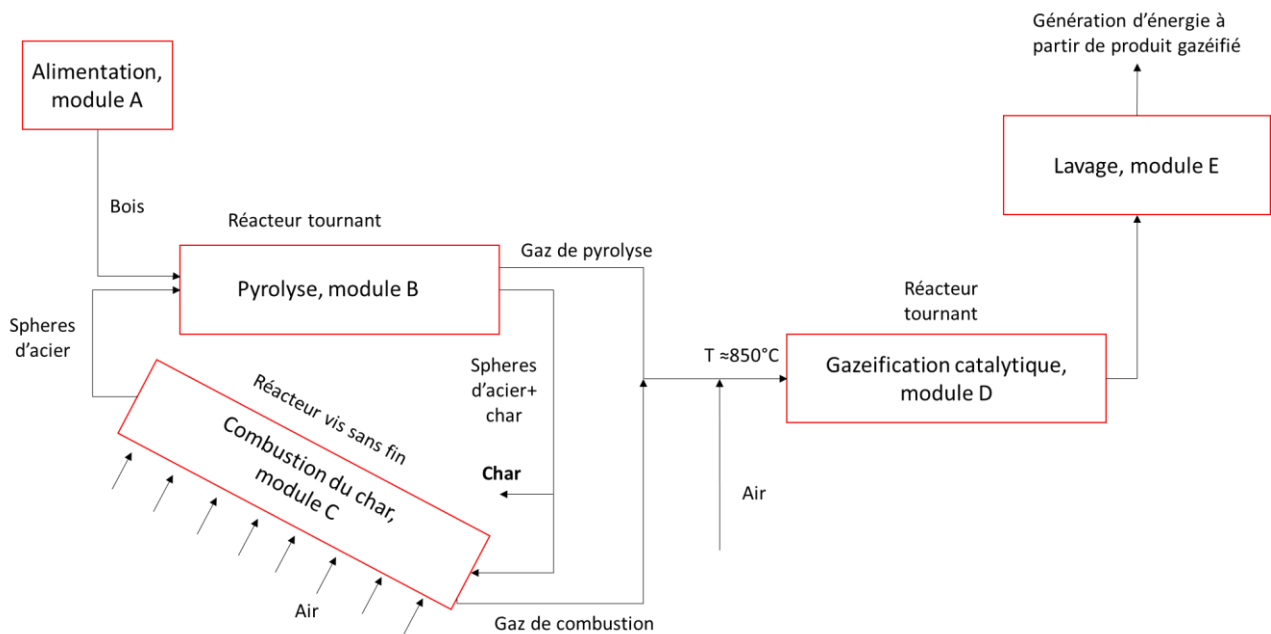 Génération d'énergie à
partir de produit gazéifié
Alimentation,
module A
Lavage, module E
Bois
Réacteur tournant
Gaz de pyrolyse
Pyrolyse, module B
Réacteur
tournant
Spheres
d'acier
T ≈850°C
Spheres
d'acier+
char
Gazeification catalytique,
module D
Réacteur vis sans fin
Combustion du char,
module C
Char
Air
Air
Gaz de combustion